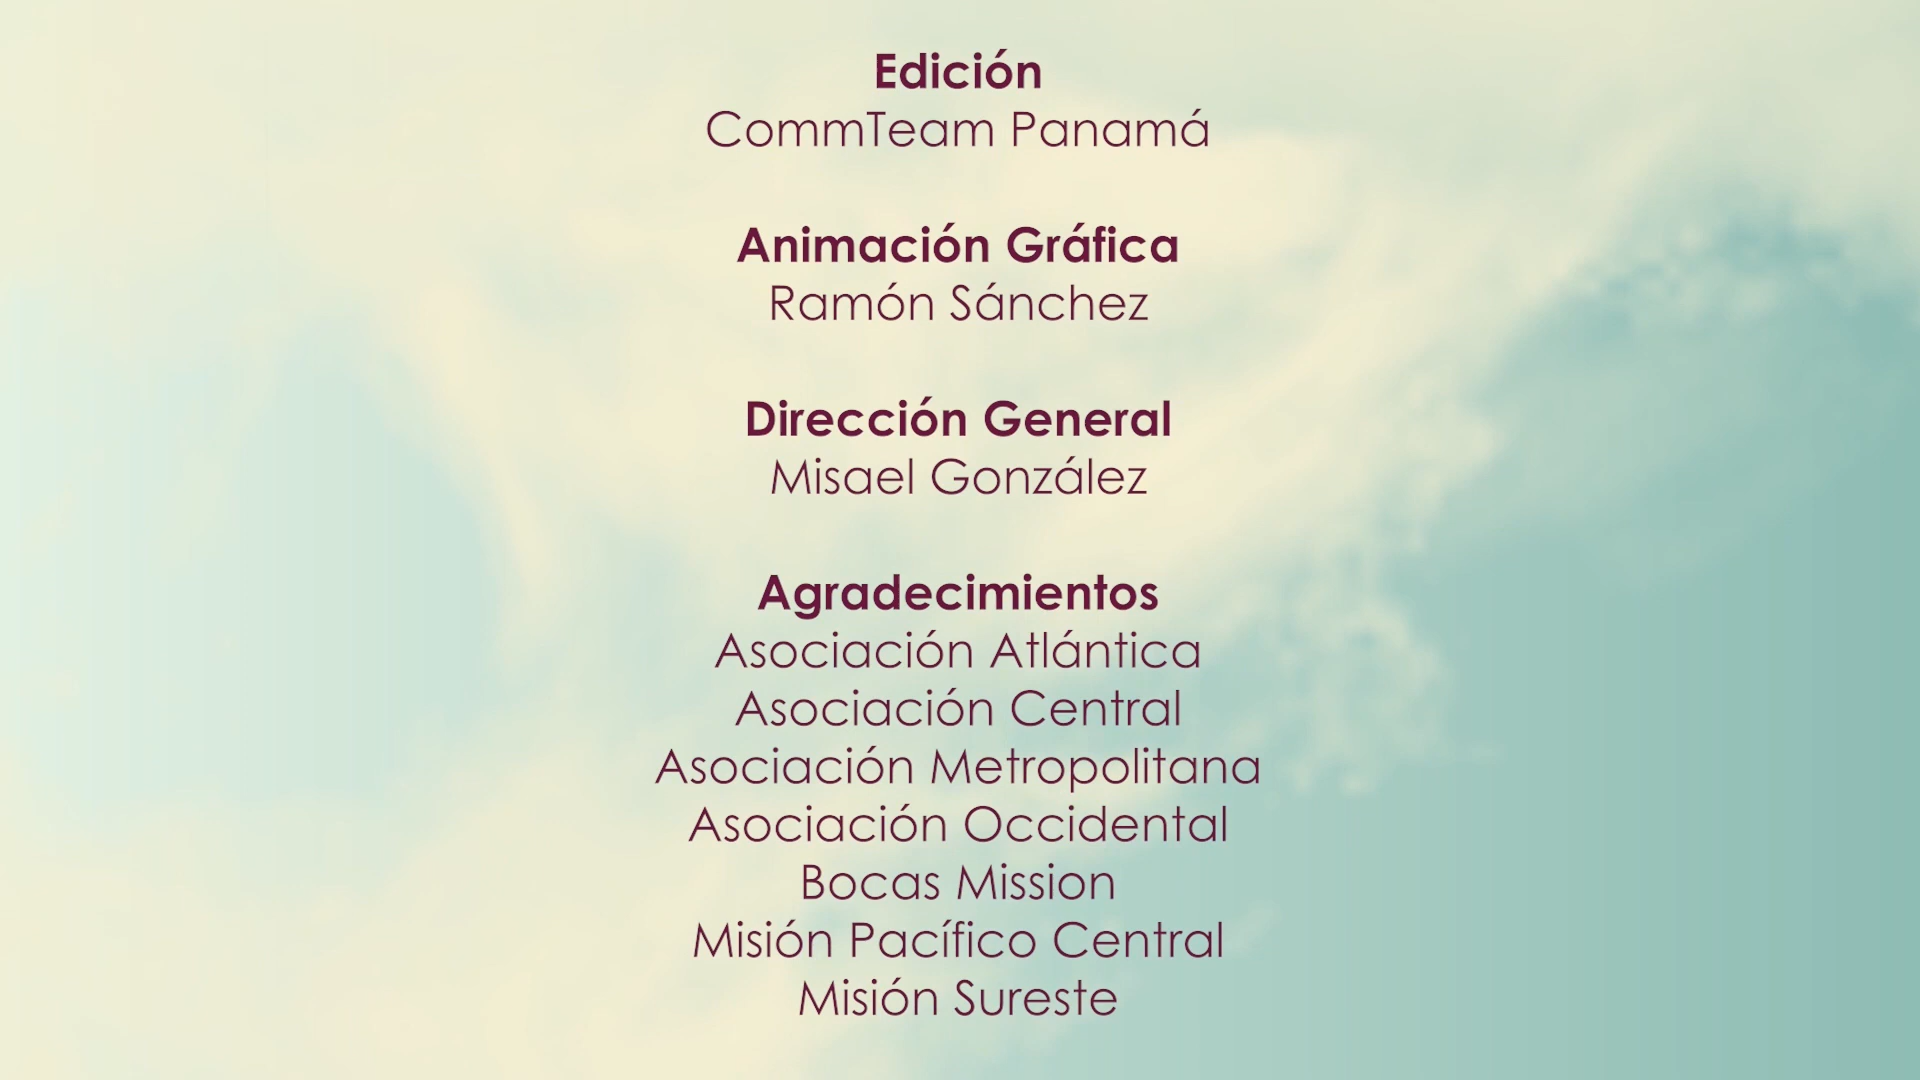 Edición
CommTeam Panamá
Animación Gráfica
Ramón Sánchez
Dirección General
Misael González
Agradecimientos
Asociación Atlántica
Asociación Central
Asociación Metropolitana
Asociación Occidental
Bocas Mission
Misión Pacífico Central
Misión Sureste